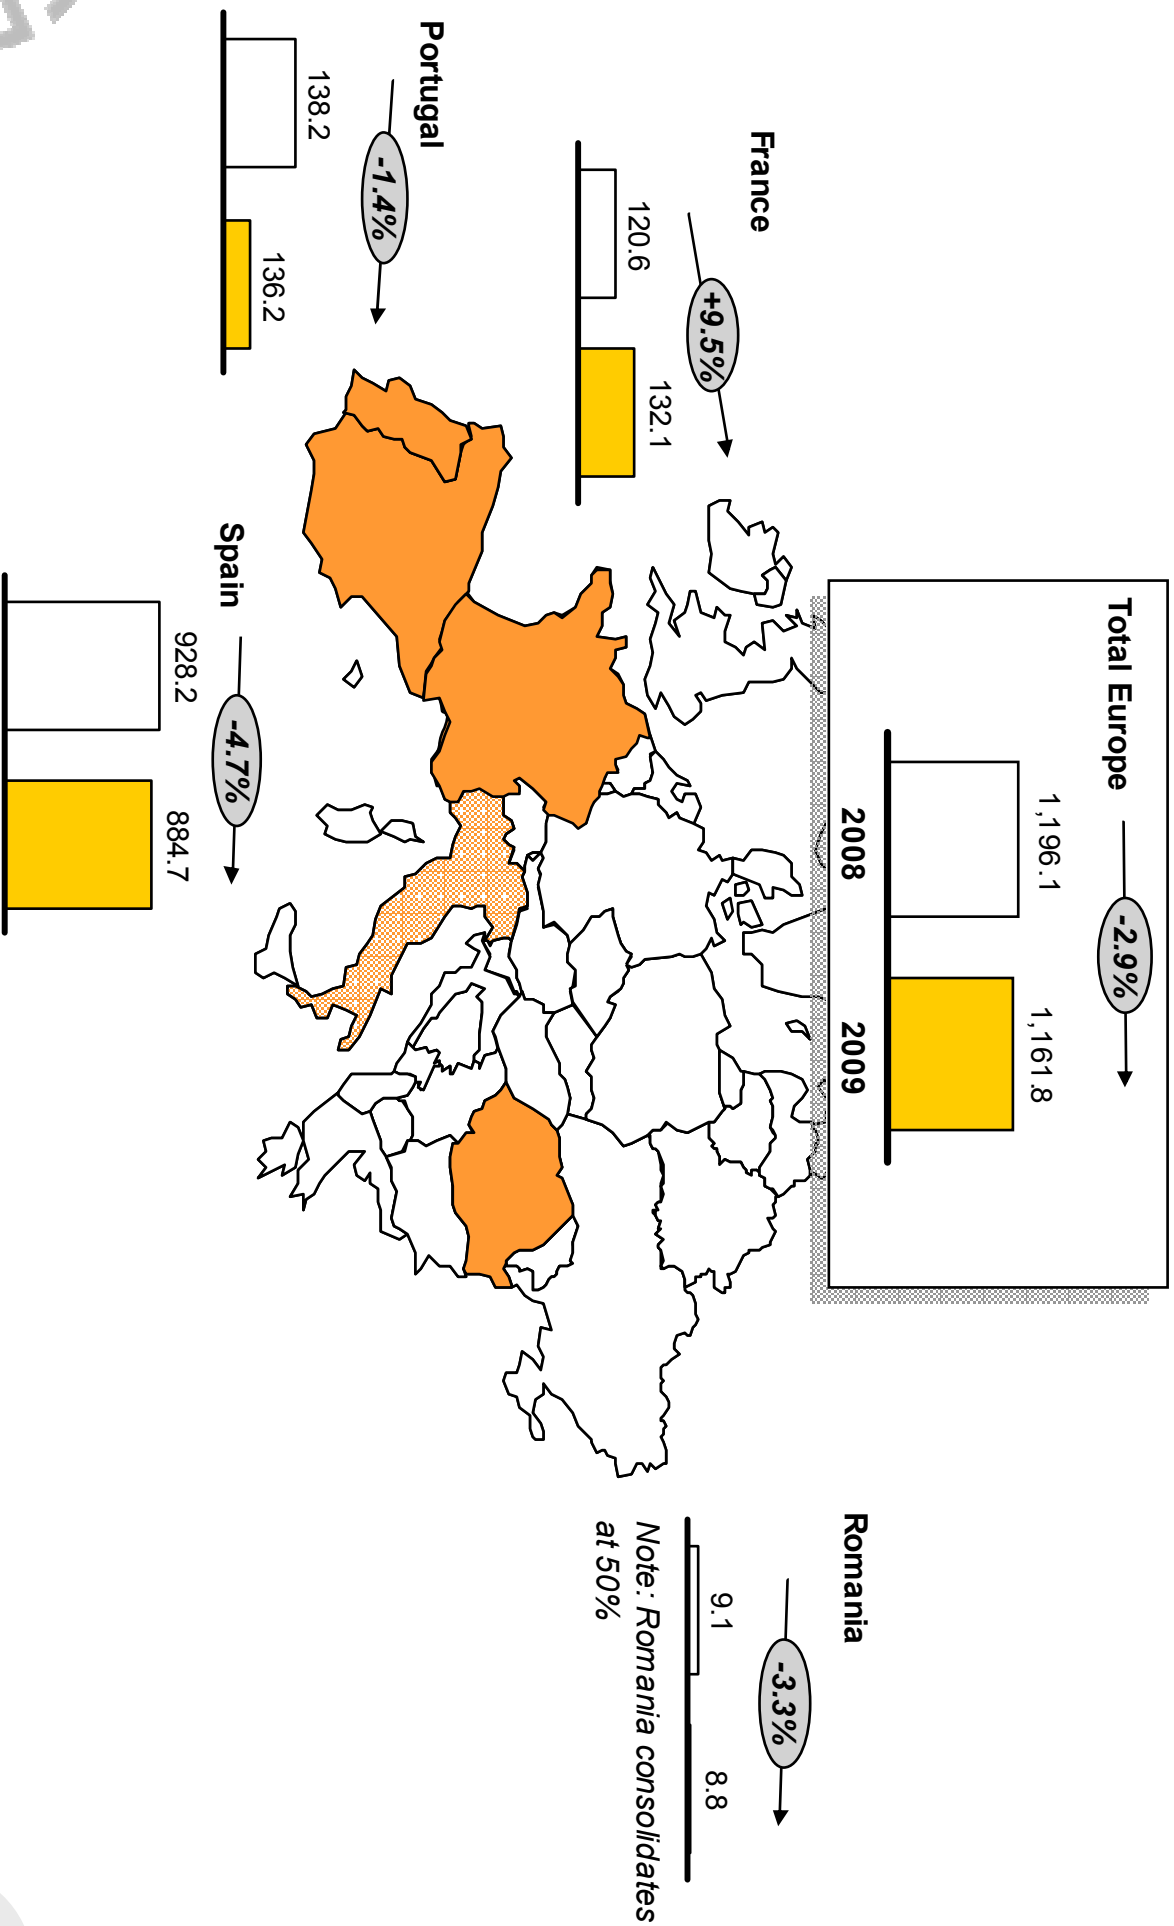 Total Europe
-2.9%
1,196.1
1,161.8
2008
2009
France
+9.5%
120.6
132.1
Romania
-3.3%
9.1
8.8
Note: Romania consolidates
at 50%
Portugal
-1.4%
138.2
136.2
Spain
-4.7%
928.2
884.7